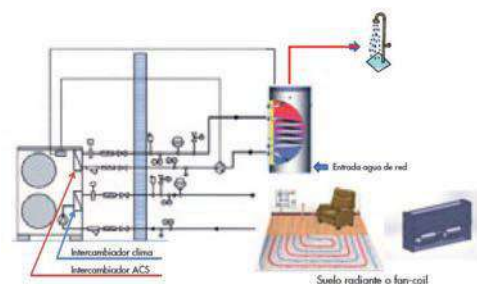 Entrada agua de red
Intercambiador clima
Intercambiador ACS
Suelo radiante o fan-coil